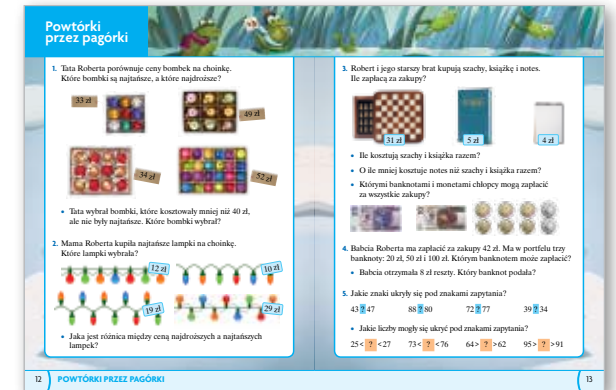 Powtórki
przez pagórki
1. Tata Roberta porównuje ceny bombek na choinkę.
Które bombki są najtańsze, a które najdroższe?
33 zł
49 zł
34 zł
52 zł
• Tata wybrał bombki, które kosztowały mniej niż 40 zł,
ale nie były najtańsze. Które bombki wybrał?
2. Mama Roberta kupiła najtańsze lampki na choinkę.
Które lampki wybrała?
12 zł
10 zł
19 zł
29 zł
• Jaka jest różnica między ceną najdroższych a najtańszych
lampek?
12
POWTÓRKI PRZEZ PAGÓRKI
3. Robert i jego starszy brat kupują szachy, książkę i notes.
Ile zapłacą za zakupy?
31 zł
5 zł
4 zł
• Ile kosztują szachy i książka razem?
• O ile mniej kosztuje notes niż szachy i książka razem?
• Którymi banknotami i monetami chłopcy mogą zapłacić
za wszystkie zakupy?
4. Babcia Roberta ma zapłacić za zakupy 42 zł. Ma w portfelu trzy
banknoty: 20 zł, 50 zł i 100 zł. Którym banknotem może zapłacić?
• Babcia otrzymała 8 zł reszty. Który banknot podała?
5. Jakie znaki ukryły się pod znakami zapytania?
43 ? 47 88 ? 80 72 ? 77 39 ? 34
• Jakie liczby mogły się ukryć pod znakami zapytania?
25 < ? < 27 73 < ? < 76 64 > ? > 62 95 > ? > 91
13